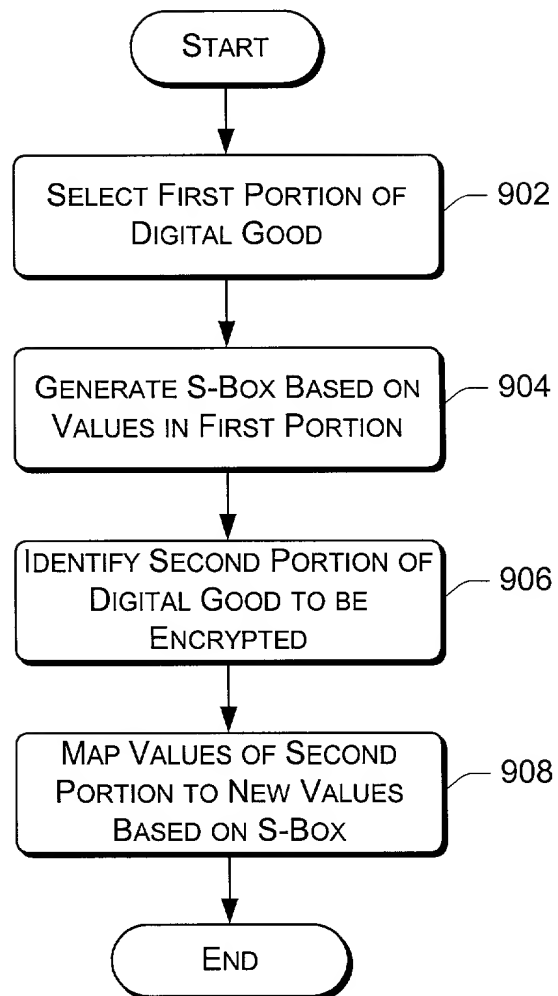 START
SELECT FIRST PORTION OF
DIGITAL GOOD
902
GENERATE S-BOX BASED ON
VALUES IN FIRST PORTION
904
IDENTIFY SECOND PORTION OF
DIGITAL GOOD TO BE
ENCRYPTED
906
MAP VALUES OF SECOND
PORTION TO NEW VALUES
BASED ON S-BOX
908
END